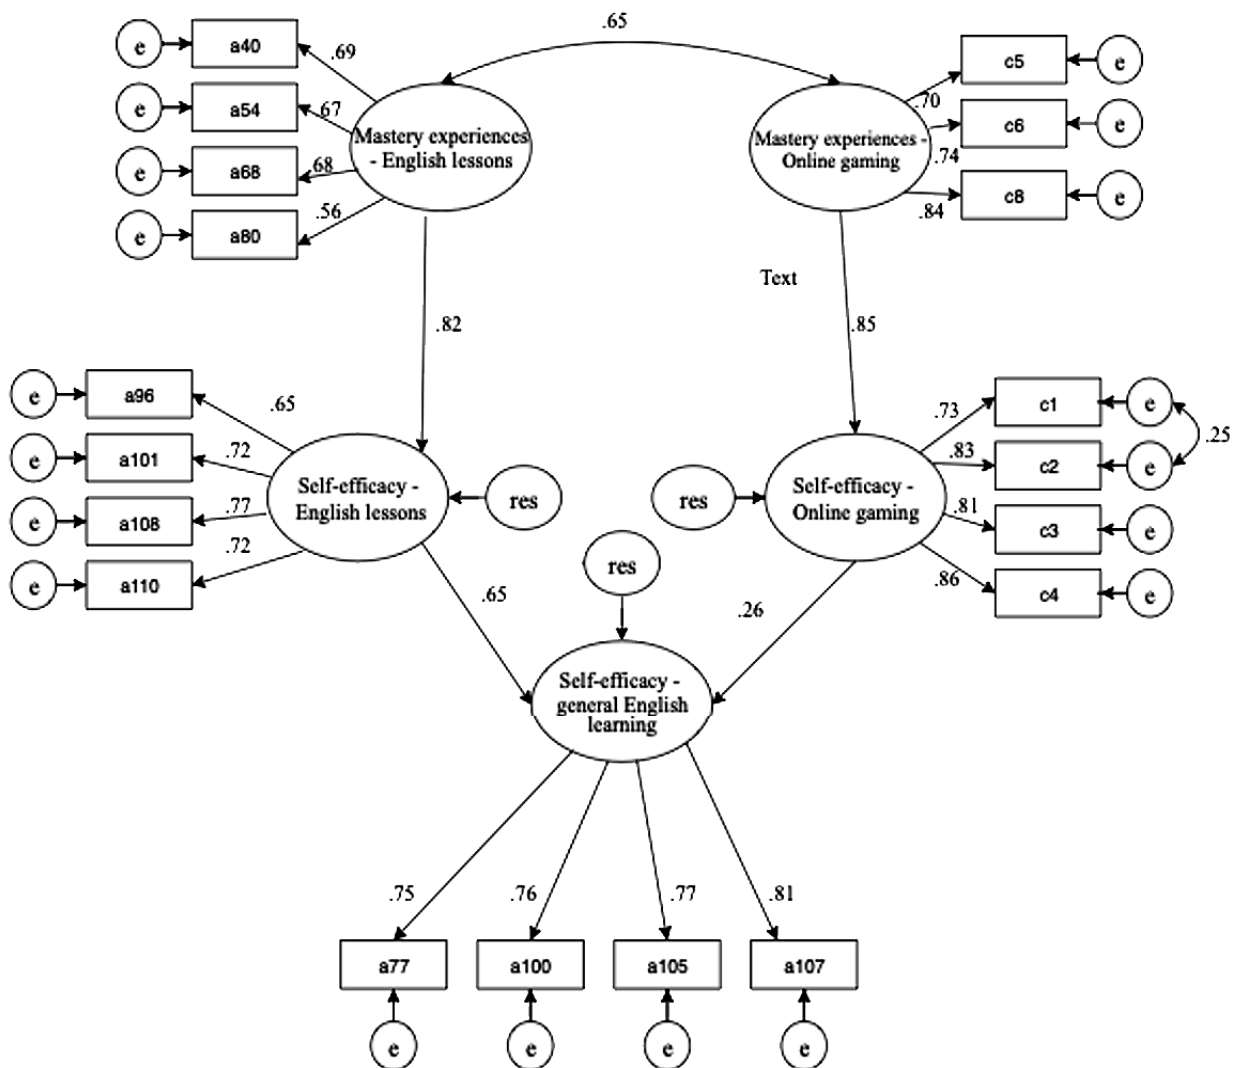 .65
e
a40
.69
e
a54
.67
e
a68
.68
e
a80
.56
Mastery experiences
- English lessons
Mastery experiences -
Online gaming
.70
c5
e
.74
c6
e
.84
c8
e
Text
.82
.85
e
a96
.65
e
a101
.72
e
a108
.77
e
a110
.72
Self-efficacy -
English lessons
res
res
Self-efficacy -
Online gaming
.73
c1
e
.83
c2
e
.25
.81
c3
e
.86
c4
e
res
.65
.26
Self-efficacy -
general English
learning
.75
.76
.77
.81
a77
a100
a105
a107
e
e
e
e